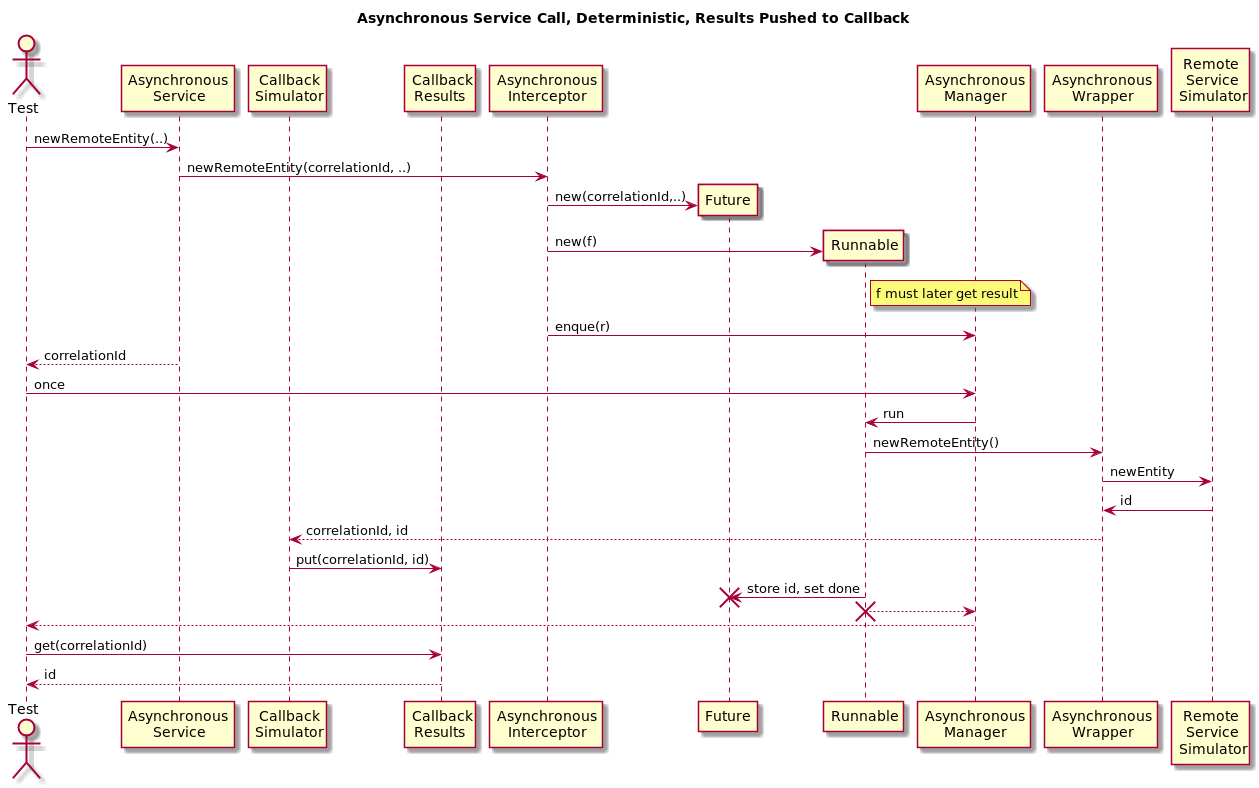 Asynchronous Service Call, Deterministic, Results Pushed to Callback
Test
Asynchronous
Service
Callback
Simulator
Callback
Results
Asynchronous
Interceptor
Asynchronous
Manager
Asynchronous
Wrapper
Remote
Service
Simulator
newRemoteEntity(..)
newRemoteEntity(correlationId, ..)
new(correlationId,..)
Future
new(f)
Runnable
f must later get result
enque(r)
correlationId
once
run
newRemoteEntity()
newEntity
id
correlationId, id
put(correlationId, id)
store id, set done
get(correlationId)
id
Test
Asynchronous
Service
Callback
Simulator
Callback
Results
Asynchronous
Interceptor
Future
Runnable
Asynchronous
Manager
Asynchronous
Wrapper
Remote
Service
Simulator